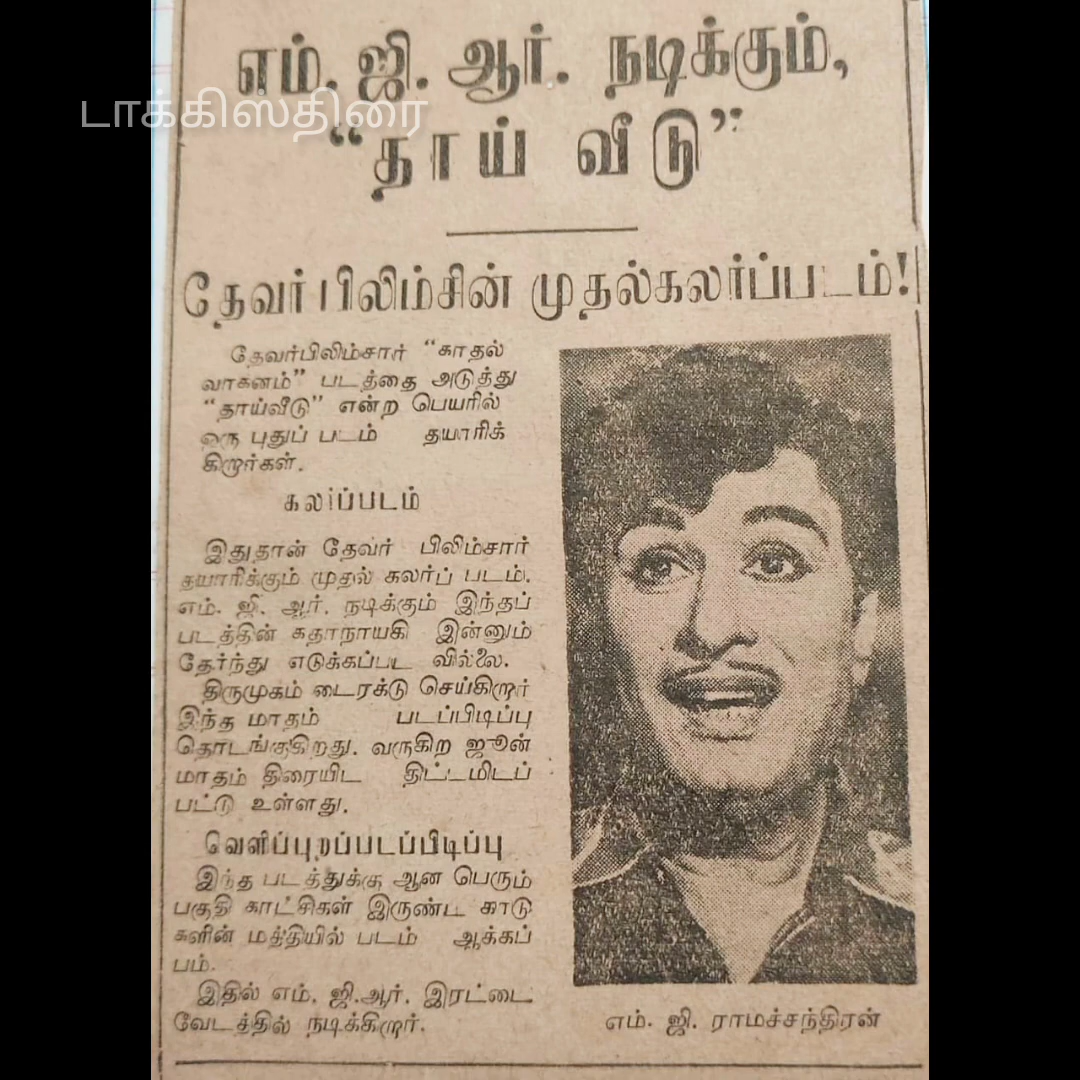 எம். ஜி. ஆர். நடிக்கும்,
டாக்கிஸ்திரை
“தாய் வீடு”
தேவர் பிலிம்சின் முதல்கலர்ப்படம்!
தேவர்பிலிம்சார் “காதல்
வாகனம்” படத்தை அடுத்து
“தாய்வீடு” என்ற பெயரில்
ஒரு புதுப் படம் தயாரிக்
கிறார்கள்.
கலர்ப்படம்
இதுதான் தேவர் பிலிம்சார்
தயாரிக்கும் முதல் கலர்ப் படம்.
எம். ஜி. ஆர். நடிக்கும் இந்தப்
படத்தின் கதாநாயகி இன்னும்
தேர்ந்து எடுக்கப்பட வில்லை.
திருமுகம் டைரக்டு செய்கிறார்
இந்த மாதம் படப்பிடிப்பு
தொடங்குகிறது. வருகிற ஜூன்
மாதம் திரையிட திட்டமிடப்
பட்டு உள்ளது.
வெளிப்புறப்படப்பிடிப்பு
இந்த படத்துக்கு ஆன பெரும்
பகுதி காட்சிகள் இருண்ட காடு
களின் மத்தியில் படம் ஆக்கப்
படும்.
இதில் எம். ஜி.ஆர். இரட்டை
வேடத்தில் நடிக்கிறார்.
எம். ஜி. ராமச்சந்திரன்